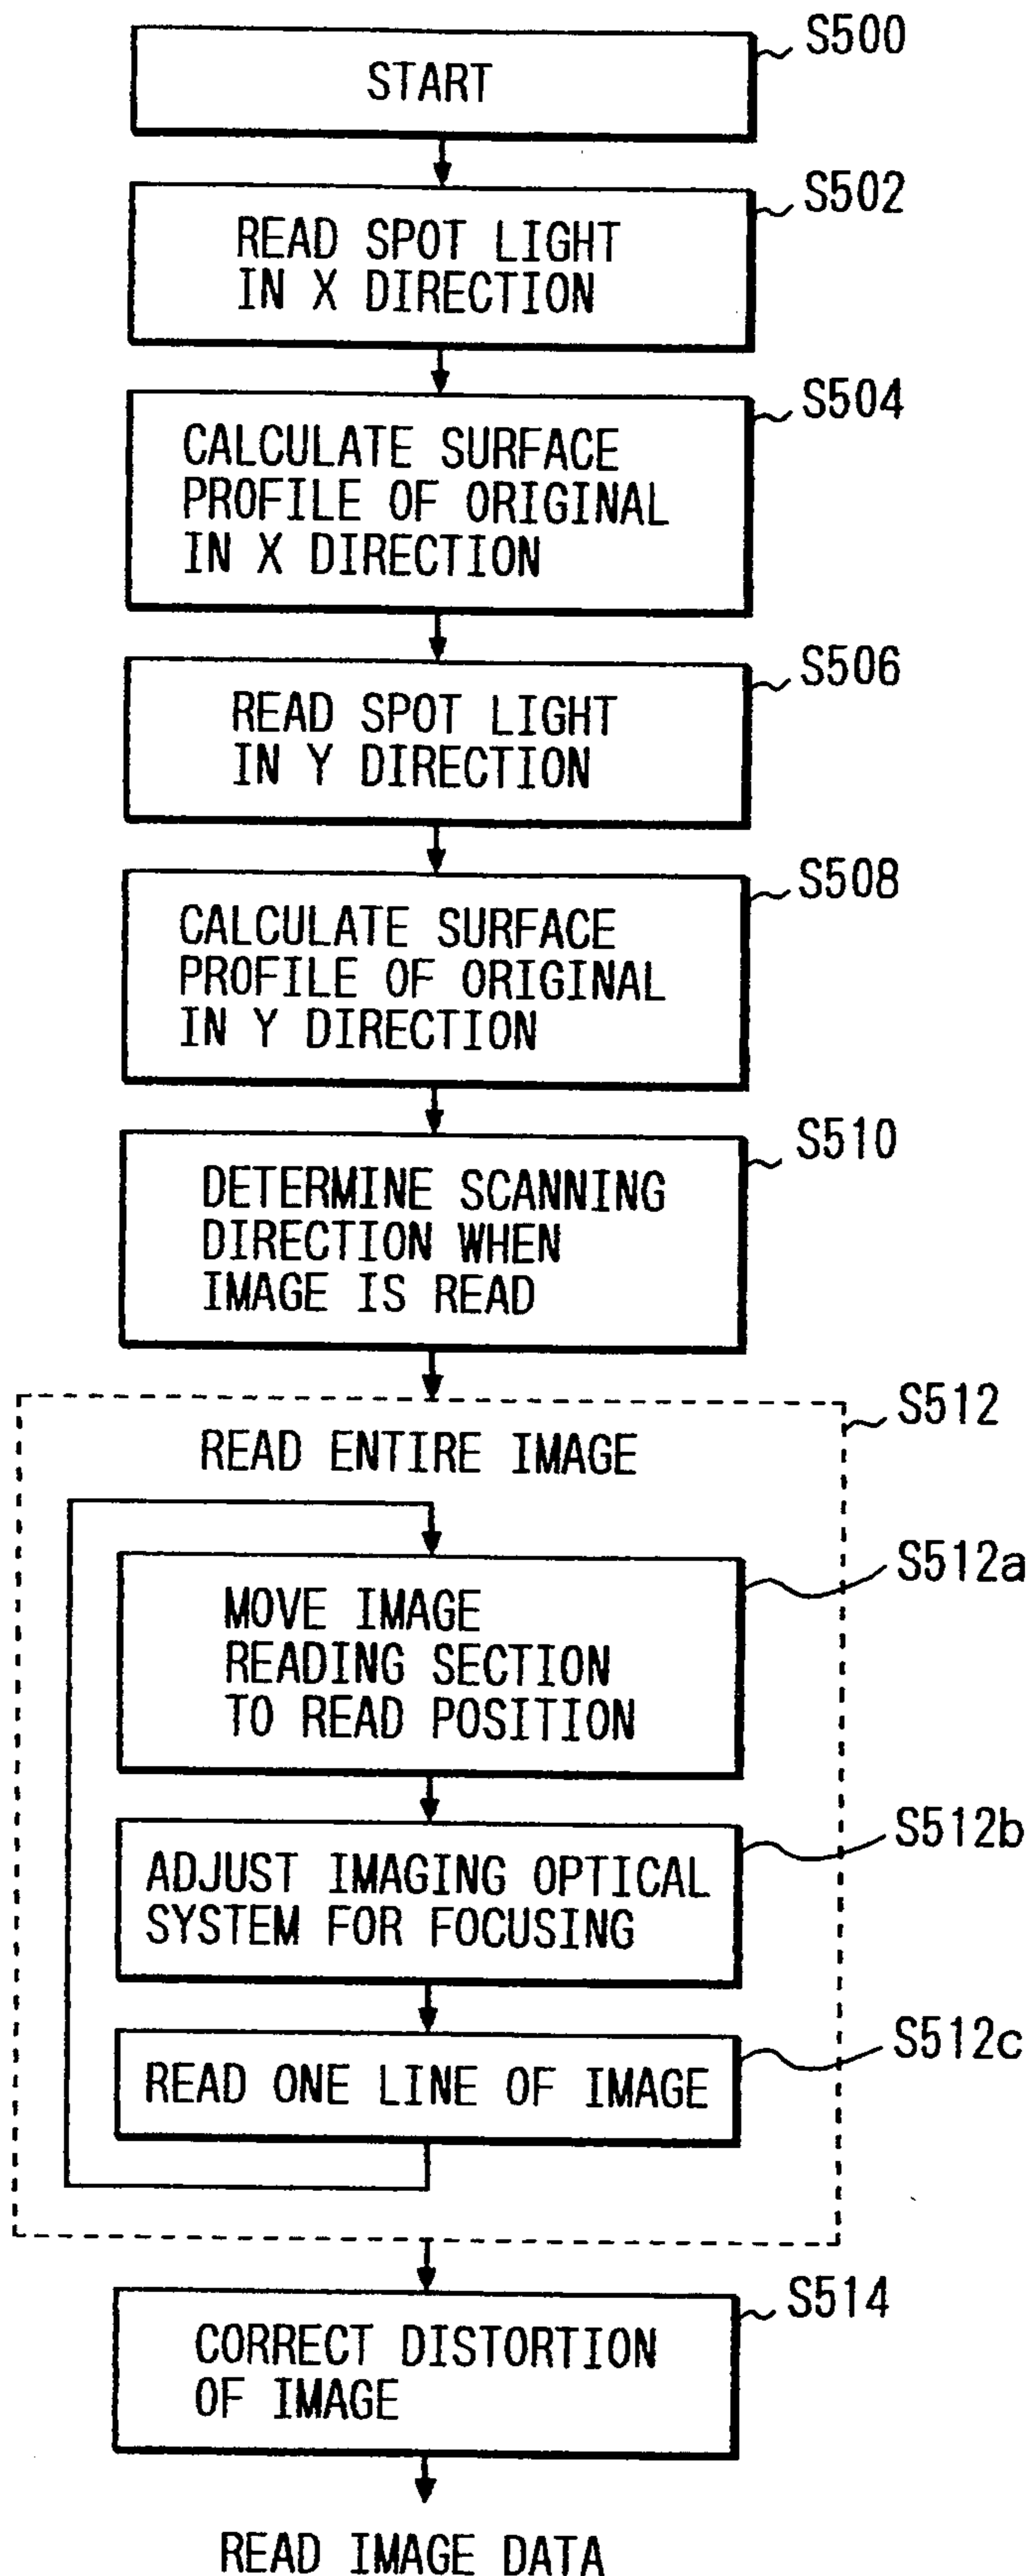 S500
START
S502
READ SPOT LIGHT
IN X DIRECTION
S504
CALCULATE SURFACE
PROFILE OF ORIGINAL
IN X DIRECTION
S506
READ SPOT LIGHT
IN Y DIRECTION
S508
CALCULATE SURFACE
PROFILE OF ORIGINAL
IN Y DIRECTION
S510
DETERMINE SCANNING
DIRECTION WHEN
IMAGE IS READ
S512
READ ENTIRE IMAGE
S512a
MOVE IMAGE
READING SECTION
TO READ POSITION
S512b
ADJUST IMAGING OPTICAL
SYSTEM FOR FOCUSING
S512c
READ ONE LINE OF IMAGE
S514
CORRECT DISTORTION
OF IMAGE
READ IMAGE DATA